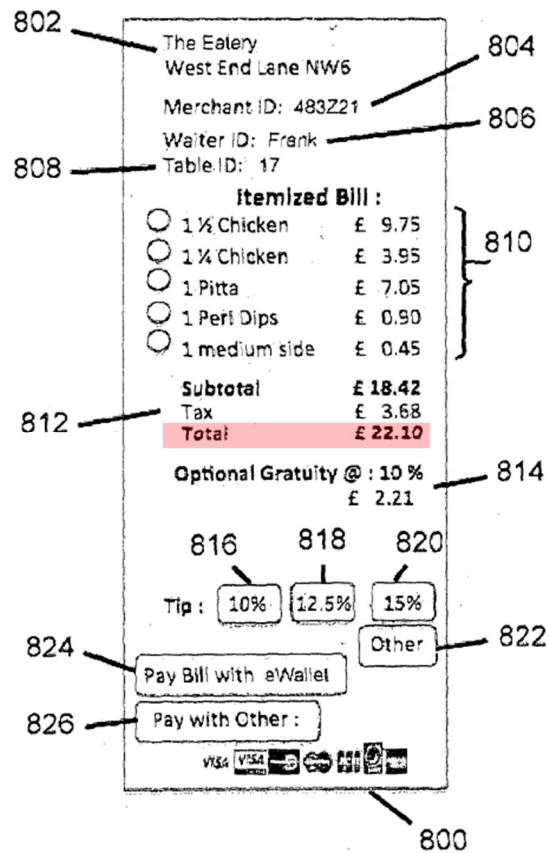 802
The Eatery
West End Lane NW6
804
Merchant ID: 483Z21
806
Waiter ID: Frank
808
Table ID: 17
Itemized Bill :
1 ½ Chicken £ 9.75
1 ¼ Chicken £ 3.95
810
1 Pitta £ 7.05
1 Peri Dips £ 0.90
1 medium side £ 0.45
Subtotal £ 18.42
812
Tax £ 3.68
Total £ 22.10
Optional Gratuity @ : 10 %
814
£ 2.21
816 818 820
Tip : 10% 12.5% 15%
822
Other
824
Pay Bill with eWallet
826
Pay with Other :
VISA VISA
800